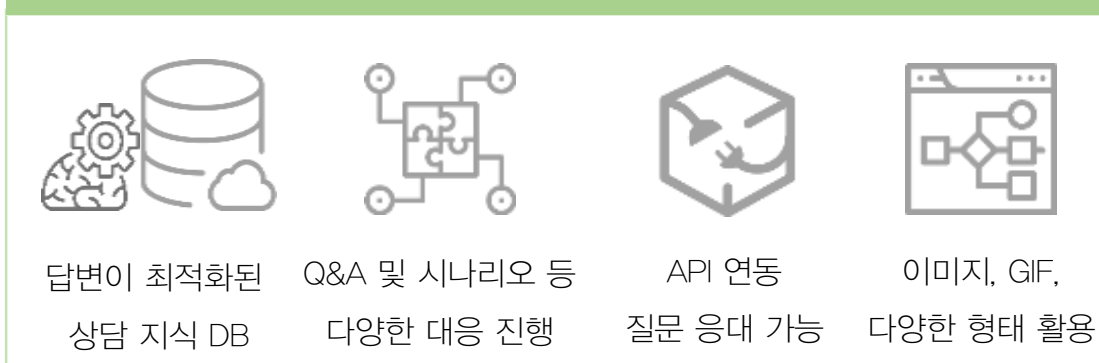 답변이 최적화된
상담 지식 DB
Q&A 및 시나리오 등
다양한 대응 진행
API 연동
질문 응대 가능
이미지, GIF,
다양한 형태 활용